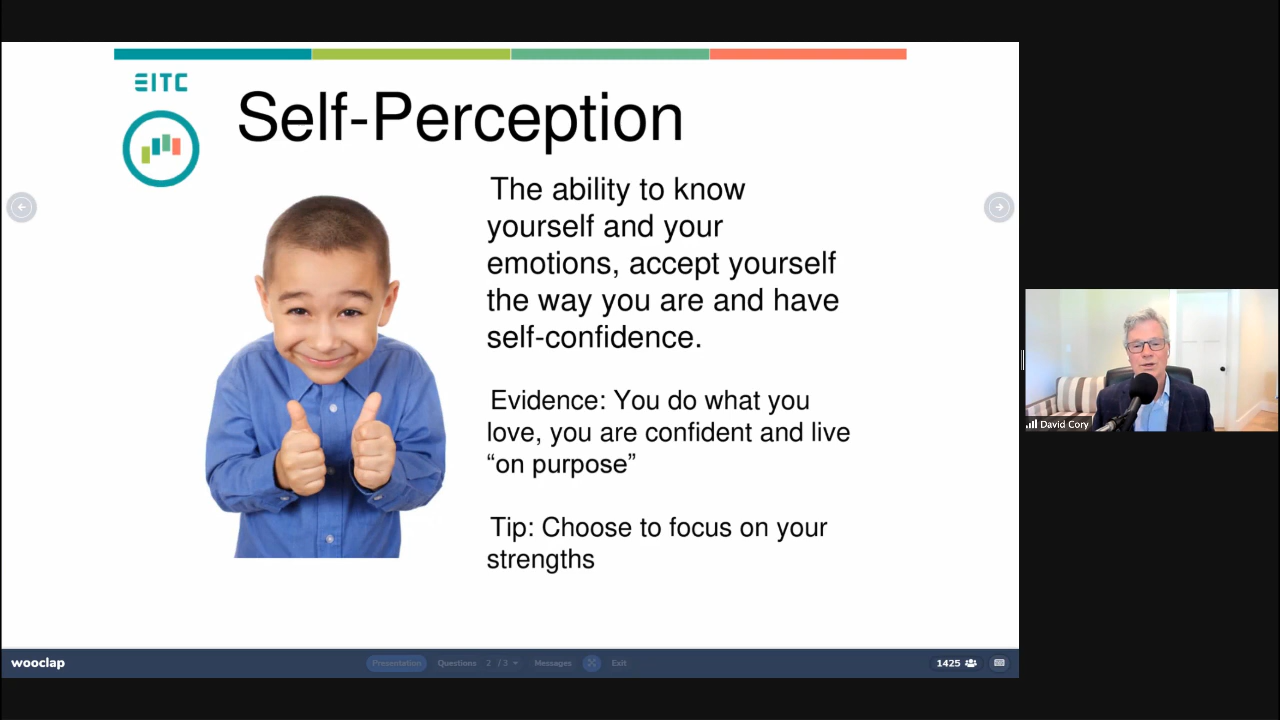 EITC
Self-Perception
The ability to know
yourself and your
emotions, accept yourself
the way you are and have
self-confidence.
Evidence: You do what you
love, you are confident and live
“on purpose”
Tip: Choose to focus on your
strengths
David Cory
wooclap
Presentation Questions 2 / 3 Messages Exit
1425